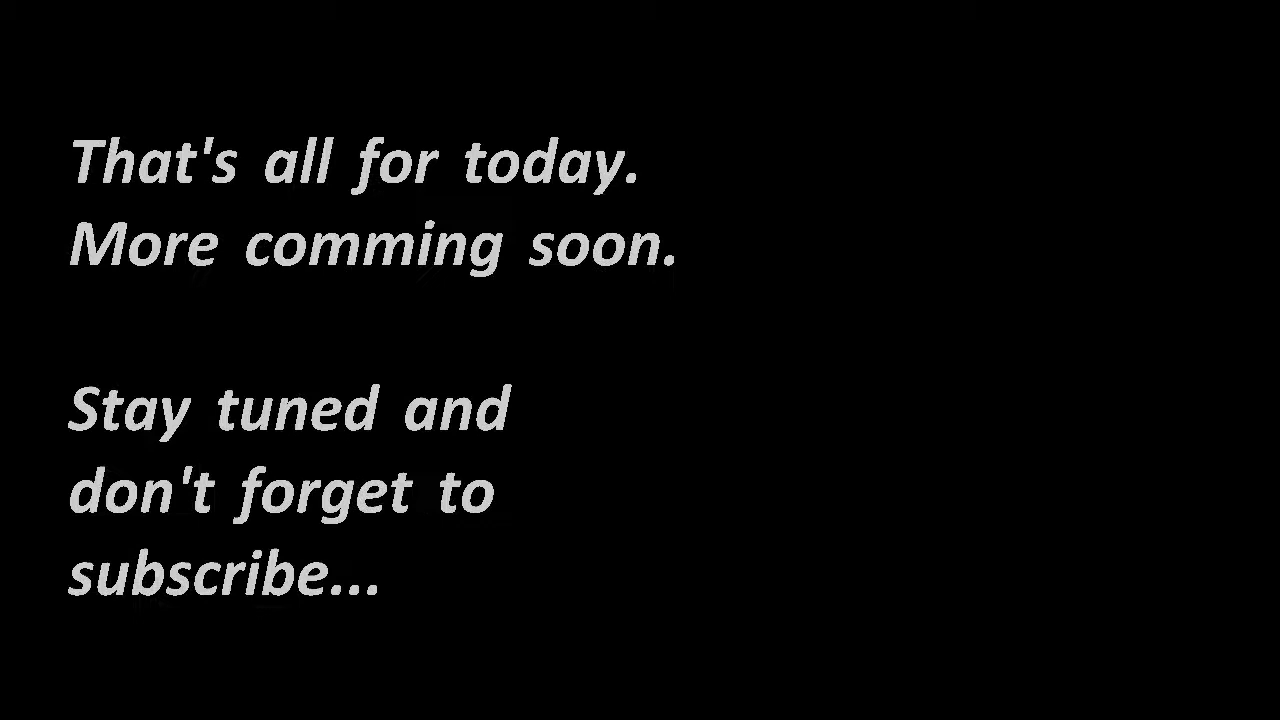 That's all for today.
More comming soon.
Stay tuned and
don't forget to
subscribe...